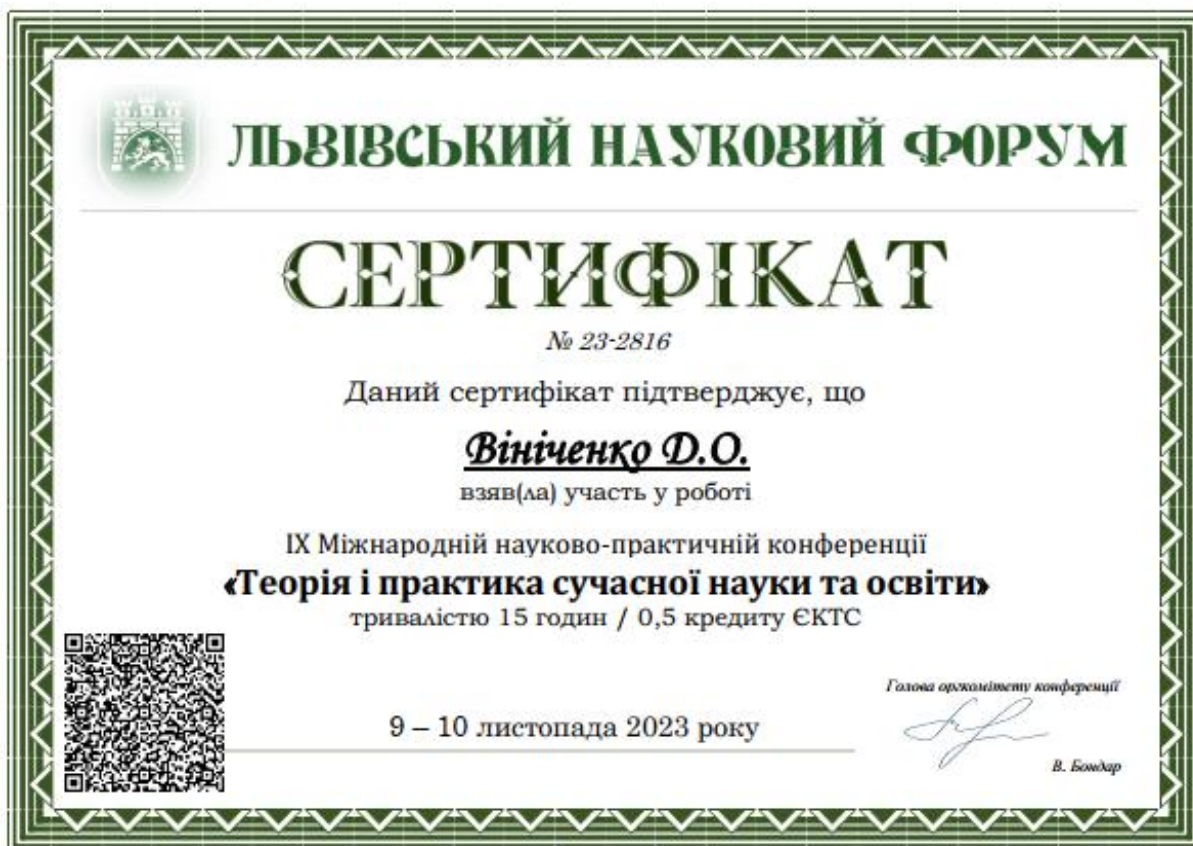 ЛЬВІВСЬКИЙ НАУКОВИЙ ФОРУМ
СЕРТИФІКАТ
№ 23-2816
Даний сертифікат підтверджує, що
Вініченко Д.О.
взяв(ла) участь у роботі
IX Міжнародній науково-практичній конференції
«Теорія і практика сучасної науки та освіти»
тривалістю 15 годин / 0,5 кредиту ЄКТС
9 – 10 листопада 2023 року
Голова оргкомітету конференції
В. Бондар